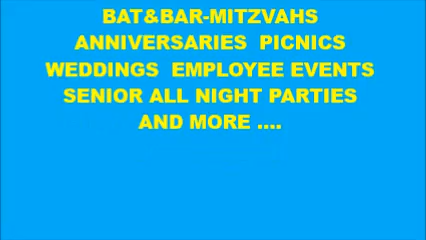 BAT&BAR-MITZVAHS
ANNIVERSARIES PICNICS
WEDDINGS EMPLOYEE EVENTS
SENIOR ALL NIGHT PARTIES
AND MORE ....